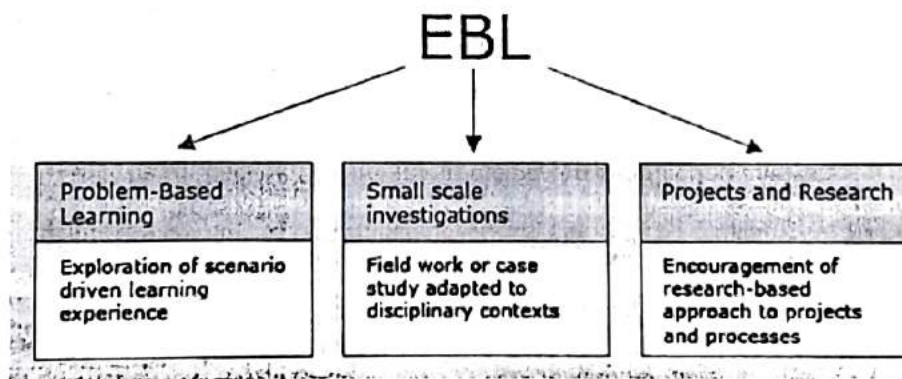 EBL
Problem-Based
Learning
Exploration of scenario
driven learning
experience
Small scale
investigations
Field work or case
study adapted to
disciplinary contexts
Projects and Research
Encouragement of
research-based
approach to projects
and processes